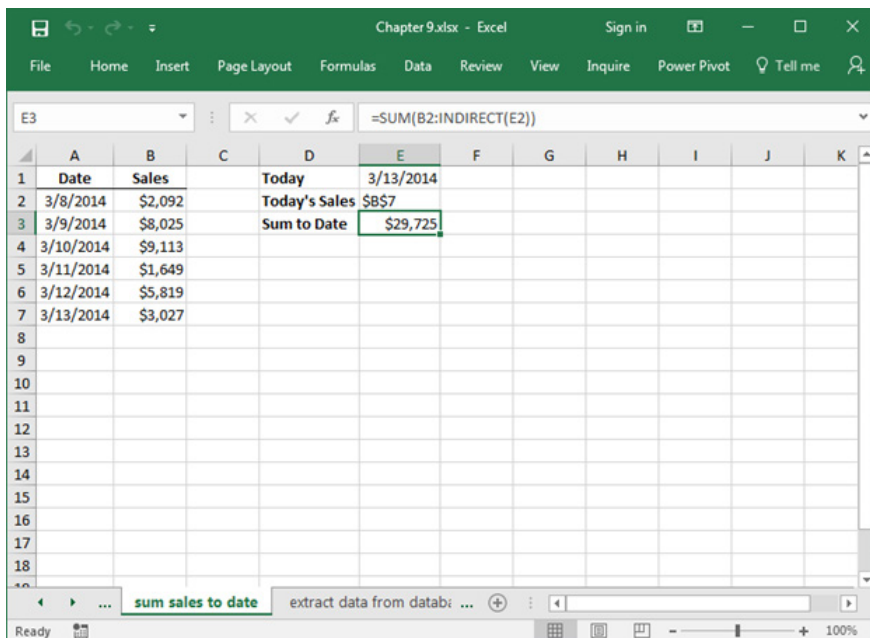 Chapter 9.xlsx - Excel Sign in
File Home Insert Page Layout Formulas Data Review View Inquire Power Pivot Tell me
E3 fx =SUM(B2:INDIRECT(E2))
A B C D E F G H I J K
1 Date Sales Today 3/13/2014
2 3/8/2014 $2,092 Today's Sales $B$7
3 3/9/2014 $8,025 Sum to Date $29,725
4 3/10/2014 $9,113
5 3/11/2014 $1,649
6 3/12/2014 $5,819
7 3/13/2014 $3,027
8
9
10
11
12
13
14
15
16
17
18
... sum sales to date extract data from databa ...
Ready 100%